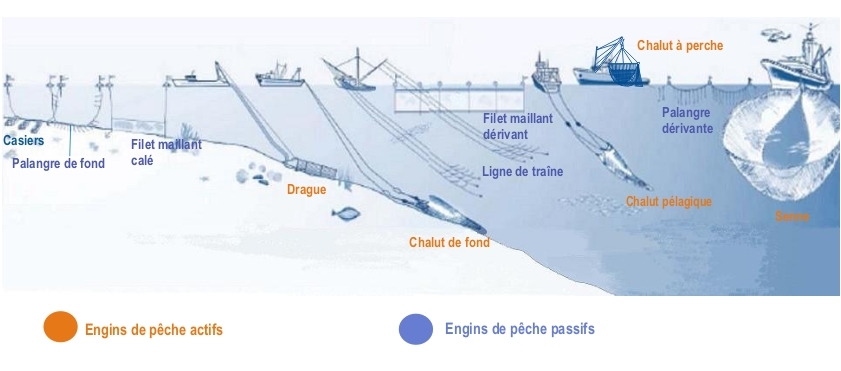 Chalut à perche
Casiers
Palangre de fond
Filet maillant
calé
Drague
Chalut de fond
Filet maillant
dérivant
Ligne de traîne
Palangre
dérivante
Chalut pélagique
Senne
Engins de pêche actifs
Engins de pêche passifs